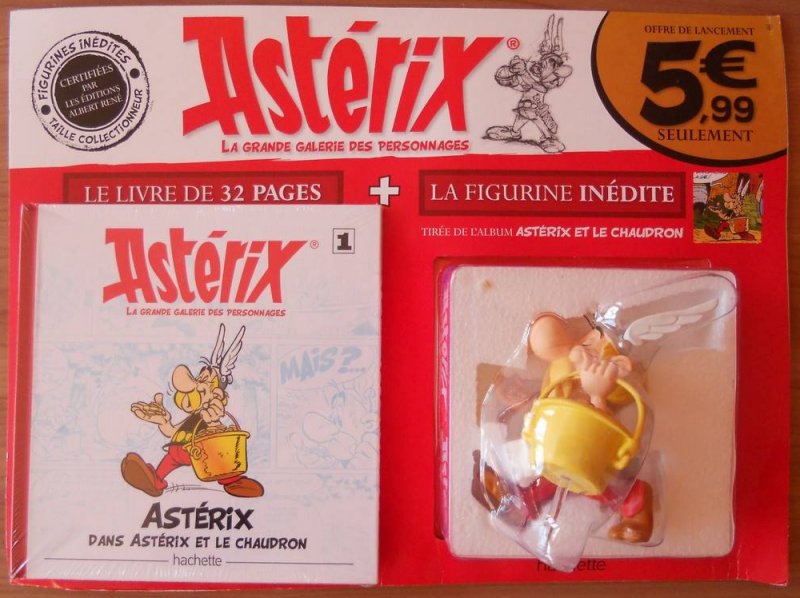 FIGURINES INÉDITES
CERTIFIÉES
PAR
LES ÉDITIONS
ALBERT RENÉ
TAILLE COLLECTIONNEUR
Astérix®
LA GRANDE GALERIE DES PERSONNAGES
OFFRE DE LANCEMENT
5€,99
SEULEMENT
LE LIVRE DE 32 PAGES
+
LA FIGURINE INÉDITE
TIRÉE DE L'ALBUM ASTÉRIX ET LE CHAUDRON
Astérix®
1
LA GRANDE GALERIE DES PERSONNAGES
MAIS?...
ASTÉRIX
DANS ASTÉRIX ET LE CHAUDRON
hachette